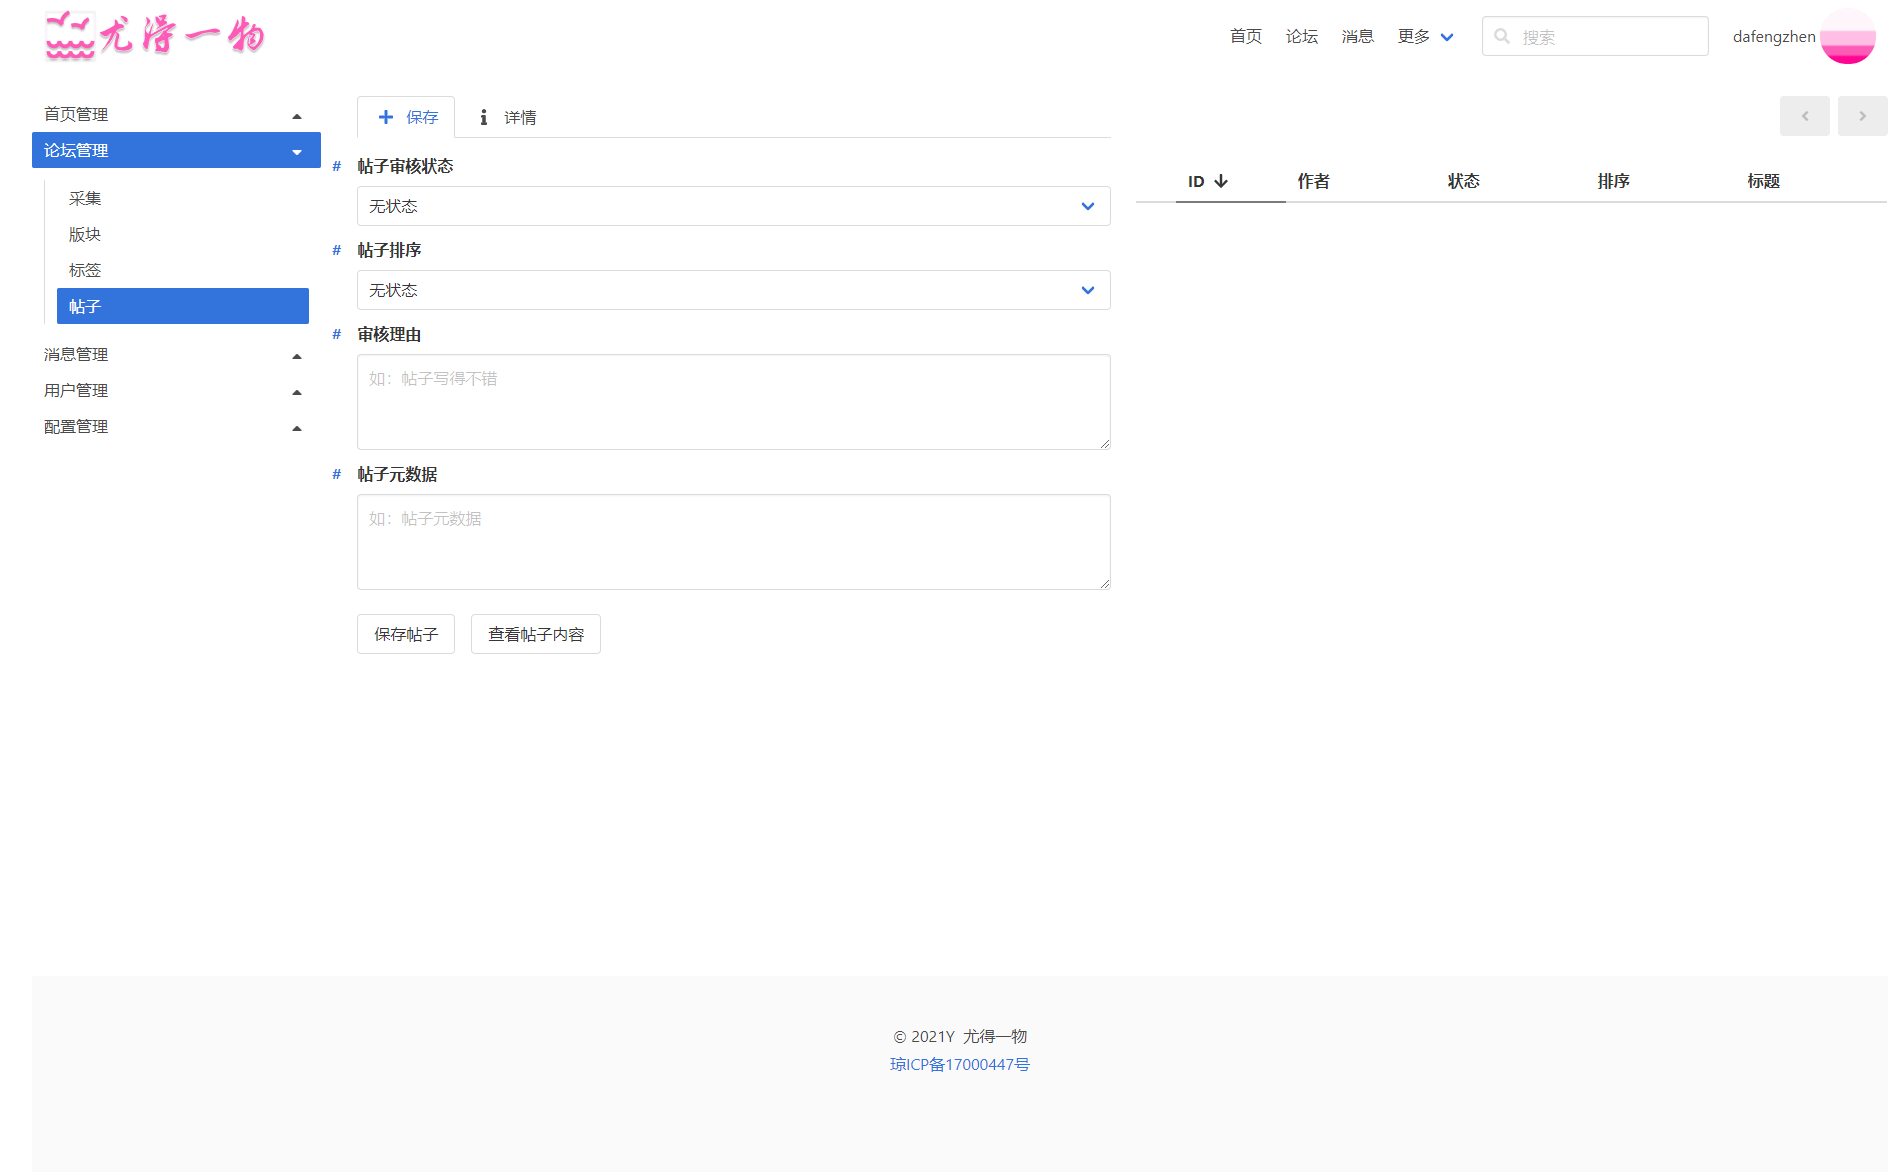 尤得一物
首页 论坛 消息 更多 搜索 dafengzhen
首页管理
论坛管理
采集
版块
标签
帖子
消息管理
用户管理
配置管理
保存 详情
# 帖子审核状态
无状态
# 帖子排序
无状态
# 审核理由
如：帖子写得不错
# 帖子元数据
如：帖子元数据
保存帖子 查看帖子内容
ID 作者 状态 排序 标题
© 2021Y 尤得一物
琼ICP备17000447号